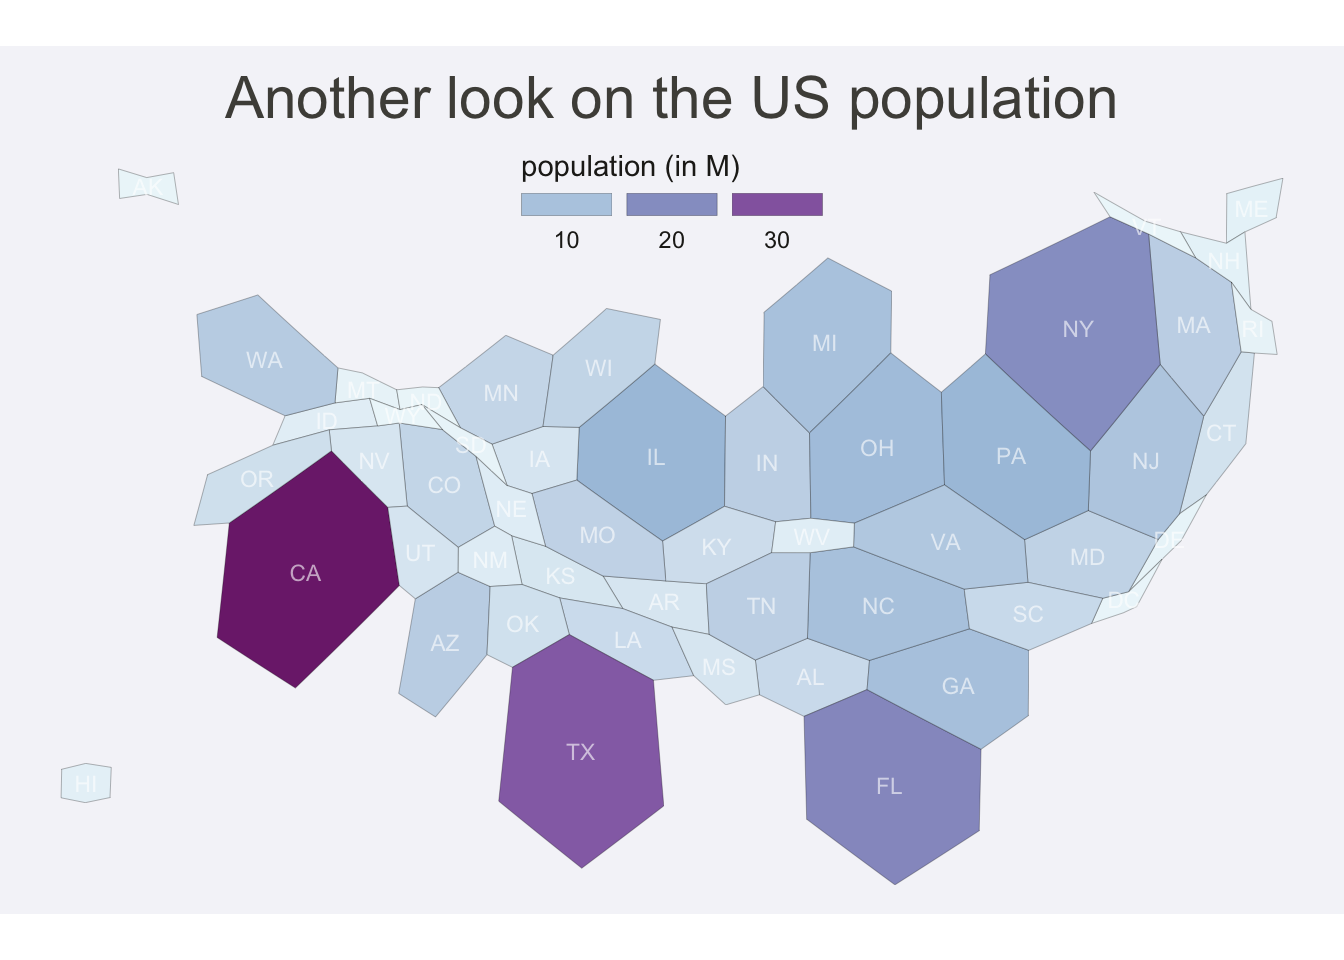 Another look on the US population
population (in M)
10 20 30
AK
ME
VT
NH
NY
MA
RI
MI
WA
WI
MT
MN
ND
ID
WY
CT
SD
OH
PA
IL
IN
NJ
IA
NV
OR
CO
NE
MO
WV
VA
DE
KY
UT
NM
MD
CA
KS
DC
AR
TN
NC
SC
OK
LA
AZ
MS
AL
GA
TX
HI
FL